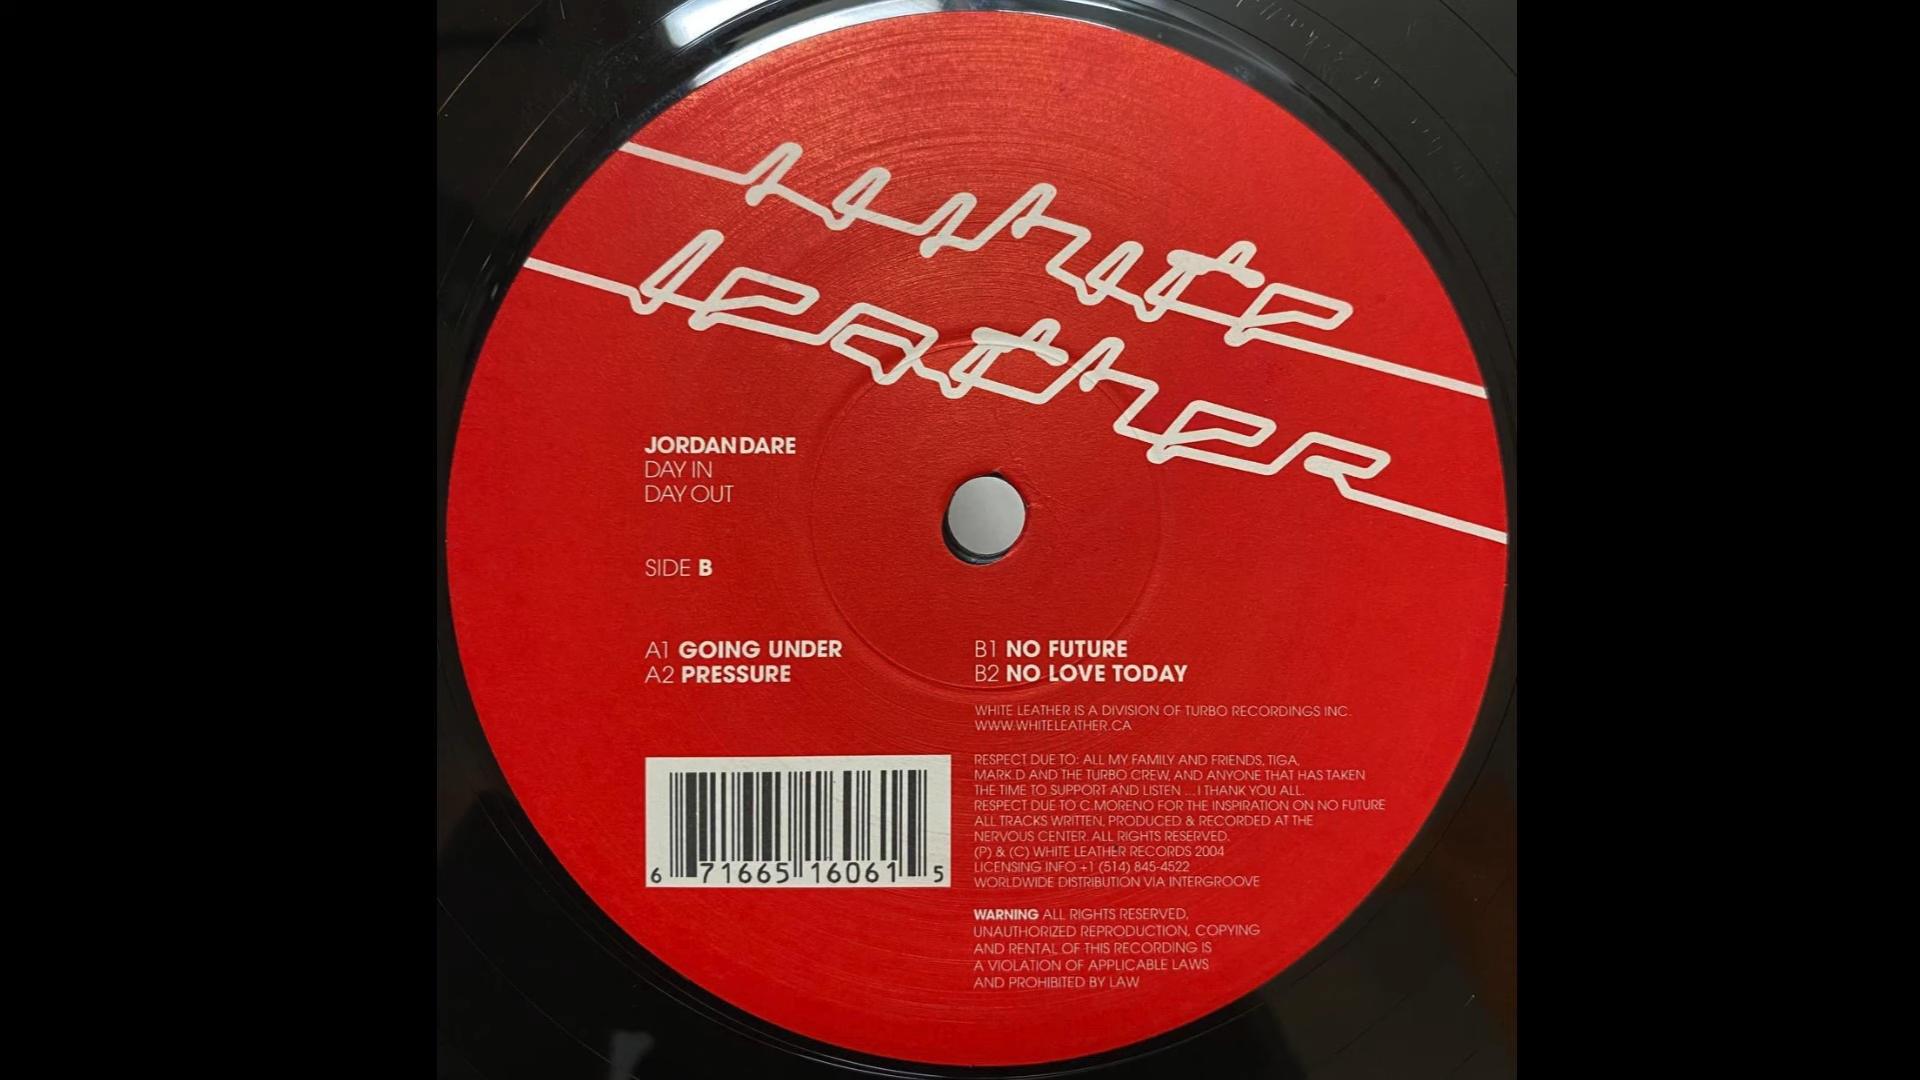 white
leather
JORDAN DARE
DAY IN
DAY OUT
SIDE B
A1 GOING UNDER
A2 PRESSURE
B1 NO FUTURE
B2 NO LOVE TODAY
WHITE LEATHER IS A DIVISION OF TURBO RECORDINGS INC.
WWW.WHITELEATHER.CA
RESPECT DUE TO: ALL MY FAMILY AND FRIENDS, TIGA,
MARK.D AND THE TURBO CREW, AND ANYONE THAT HAS TAKEN
THE TIME TO SUPPORT AND LISTEN ... I THANK YOU ALL.
RESPECT DUE TO C.MORENO FOR THE INSPIRATION ON NO FUTURE
ALL TRACKS WRITTEN, PRODUCED & RECORDED AT THE
NERVOUS CENTER. ALL RIGHTS RESERVED.
(P) & (C) WHITE LEATHER RECORDS 2004
LICENSING INFO +1 (514) 845-4522
WORLDWIDE DISTRIBUTION VIA INTERGROOVE
WARNING ALL RIGHTS RESERVED,
UNAUTHORIZED REPRODUCTION, COPYING
AND RENTAL OF THIS RECORDING IS
A VIOLATION OF APPLICABLE LAWS
AND PROHIBITED BY LAW
6 71665 16061 5